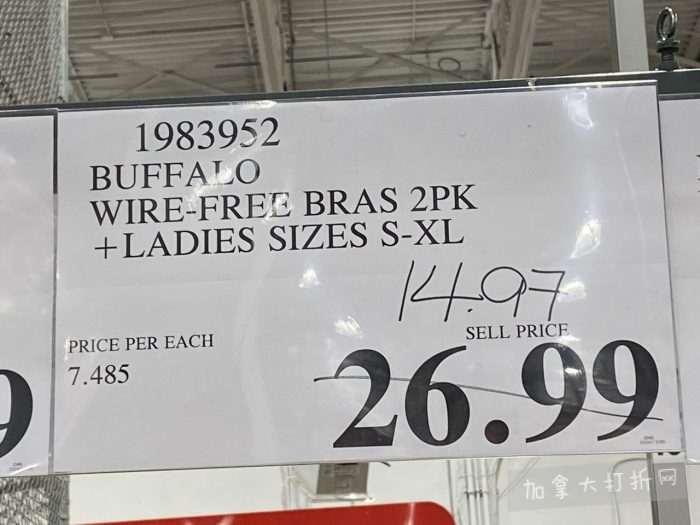 1983952
BUFFALO
WIRE-FREE BRAS 2PK
+LADIES SIZES S-XL
14.97
SELL PRICE
PRICE PER EACH
7.485
26.99
9
加拿大打折网